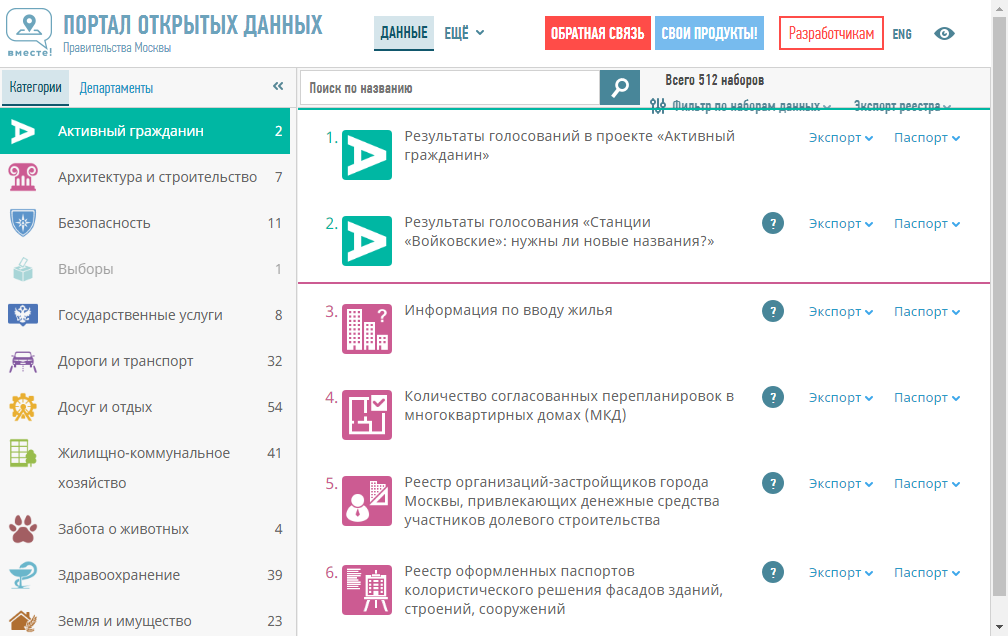 ПОРТАЛ ОТКРЫТЫХ ДАННЫХ
Правительства Москвы
вместе!
ДАННЫЕ
ЕЩЁ
ОБРАТНАЯ СВЯЗЬ
СВОИ ПРОДУКТЫ!
Разработчикам
ENG
Категории
Департаменты
«
Поиск по названию
Всего 512 наборов
Фильтр по наборам данных
Экспорт реестра
Активный гражданин 2
Архитектура и строительство 7
Безопасность 11
Выборы 1
Государственные услуги 8
Дороги и транспорт 32
Досуг и отдых 54
Жилищно-коммунальное 41
хозяйство
Забота о животных 4
Здравоохранение 39
Земля и имущество 23
1. Результаты голосований в проекте «Активный Экспорт Паспорт
гражданин»
2. Результаты голосования «Станции ? Экспорт Паспорт
«Войковские»: нужны ли новые названия?»
3. ? Информация по вводу жилья ? Экспорт Паспорт
4. Количество согласованных перепланировок в ? Экспорт Паспорт
многоквартирных домах (МКД)
5. Реестр организаций-застройщиков города ? Экспорт Паспорт
Москвы, привлекающих денежные средства
участников долевого строительства
6. Реестр оформленных паспортов ? Экспорт Паспорт
колористического решения фасадов зданий,
строений, сооружений